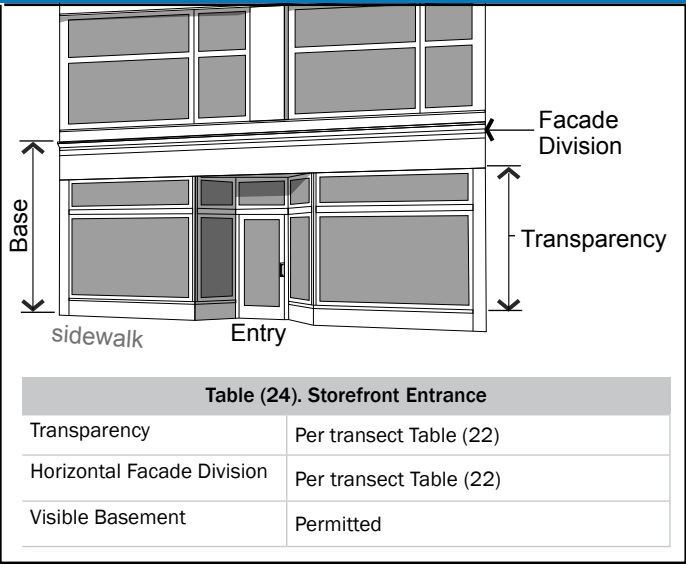 Facade
Division
Base
Transparency
sidewalk
Entry
Table (24). Storefront Entrance
Transparency Per transect Table (22)
Horizontal Facade Division Per transect Table (22)
Visible Basement Permitted